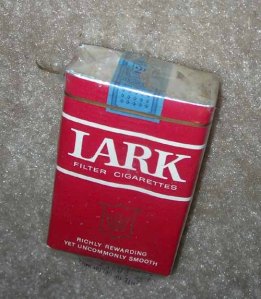 LARK
FILTER CIGARETTES
RICHLY REWARDING
YET UNCOMMONLY SMOOTH